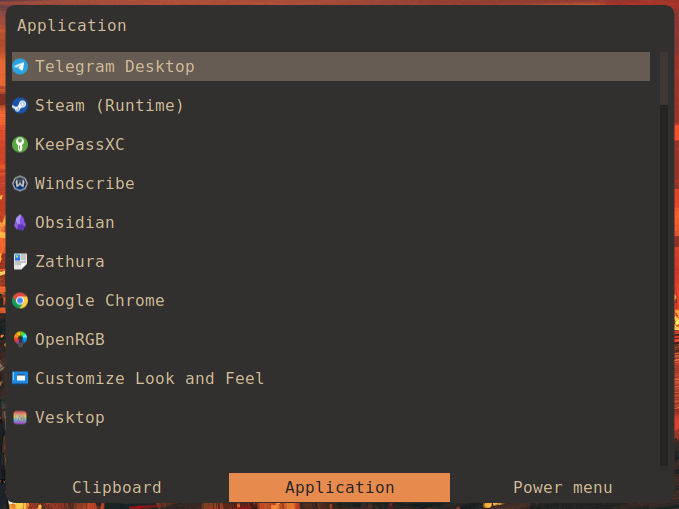 Application
Telegram Desktop
Steam (Runtime)
KeePassXC
Windscribe
Obsidian
Zathura
Google Chrome
OpenRGB
Customize Look and Feel
Vesktop
Clipboard Application Power menu